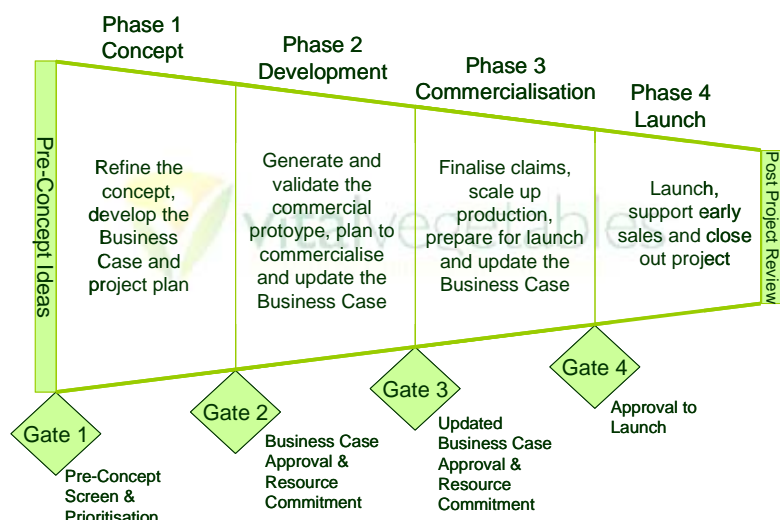 Phase 1
Concept
Phase 2
Development
Phase 3
Commercialisation
Phase 4
Launch
Pre-Concept Ideas
Refine the
concept,
develop the
Business
Case and
project plan
Generate and
validate the
commercial
protoype, plan to
commercialise
and update the
Business Case
Finalise claims,
scale up
production,
prepare for launch
and update the
Business Case
Launch,
support early
sales and close
out project
Post Project Review
vitalvegetables
Gate 1
Pre-Concept
Screen &
Prioritisation
Gate 2
Business Case
Approval &
Resource
Commitment
Gate 3
Updated
Business Case
Approval &
Resource
Commitment
Gate 4
Approval to
Launch